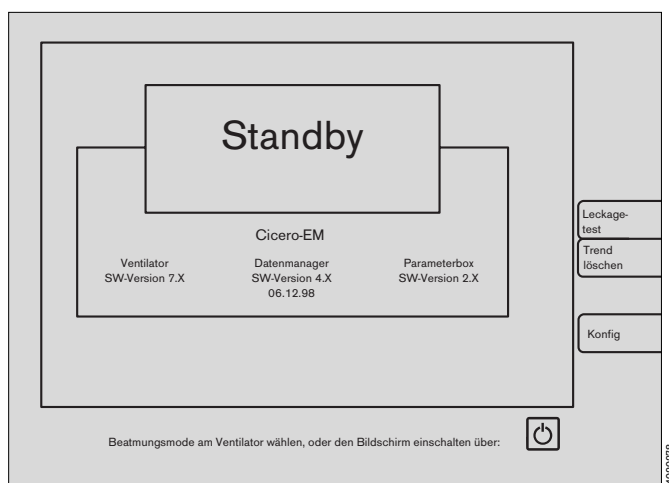 Standby
Cicero-EM
Ventilator
SW-Version 7.X
Datenmanager
SW-Version 4.X
06.12.98
Parameterbox
SW-Version 2.X
Leckage-
test
Trend
löschen
Konfig
Beatmungsmode am Ventilator wählen, oder den Bildschirm einschalten über: